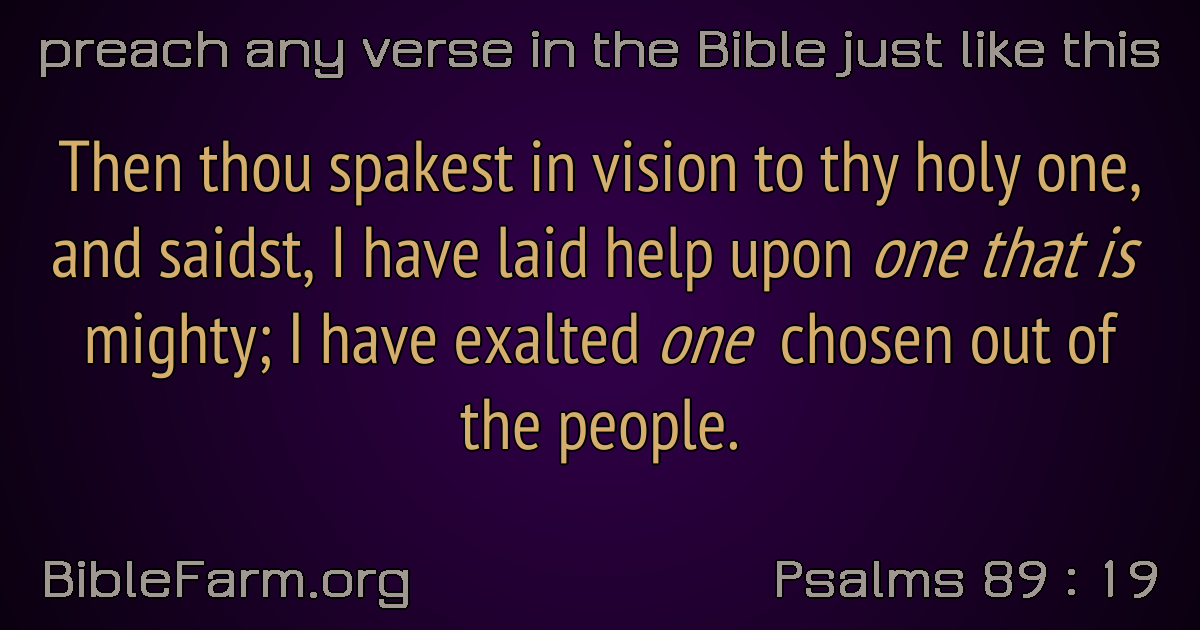 preach any verse in the Bible just like this
Then thou spakest in vision to thy holy one,
and saidst, I have laid help upon one that is
mighty; I have exalted one chosen out of
the people.
BibleFarm.org
Psalms 89 : 19